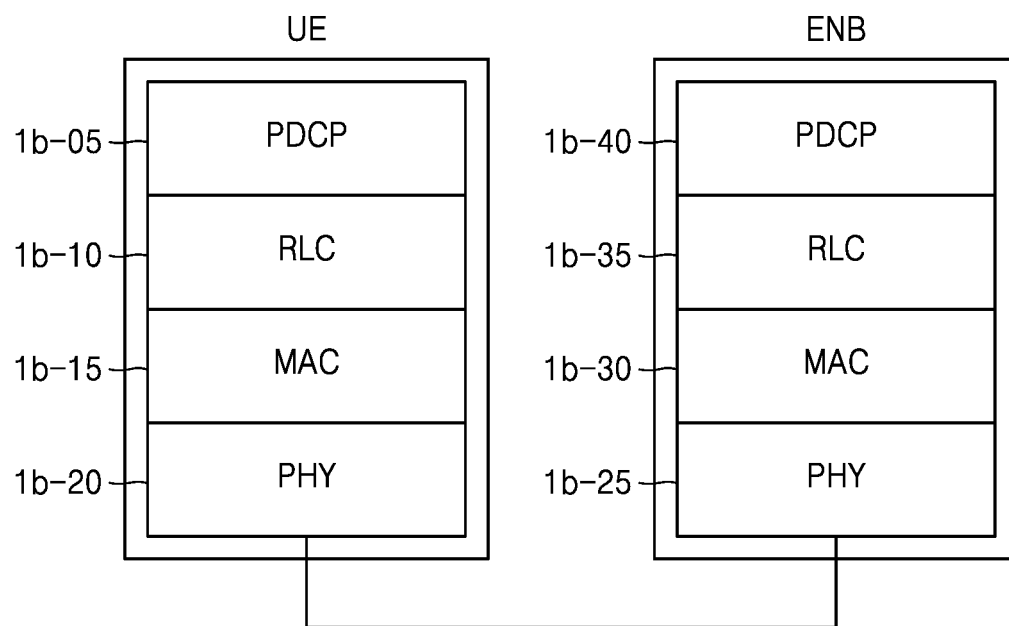 UE ENB
1b-05 PDCP 1b-40 PDCP
1b-10 RLC 1b-35 RLC
1b-15 MAC 1b-30 MAC
1b-20 PHY 1b-25 PHY